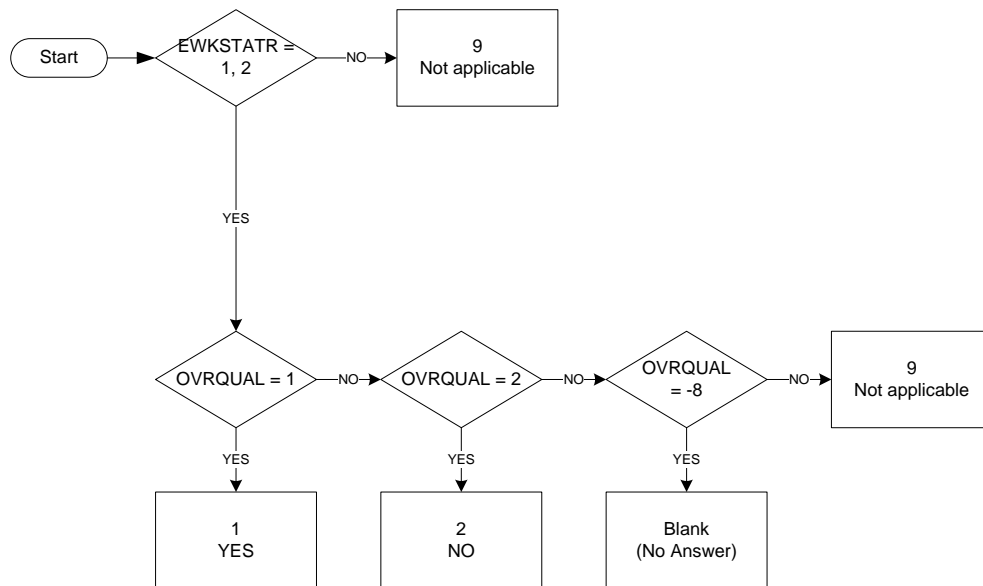 Start
EWKSTATR =
1, 2
NO
9
Not applicable
YES
OVRQUAL = 1
NO
OVRQUAL = 2
NO
OVRQUAL
= -8
NO
9
Not applicable
YES
YES
YES
1
YES
2
NO
Blank
(No Answer)